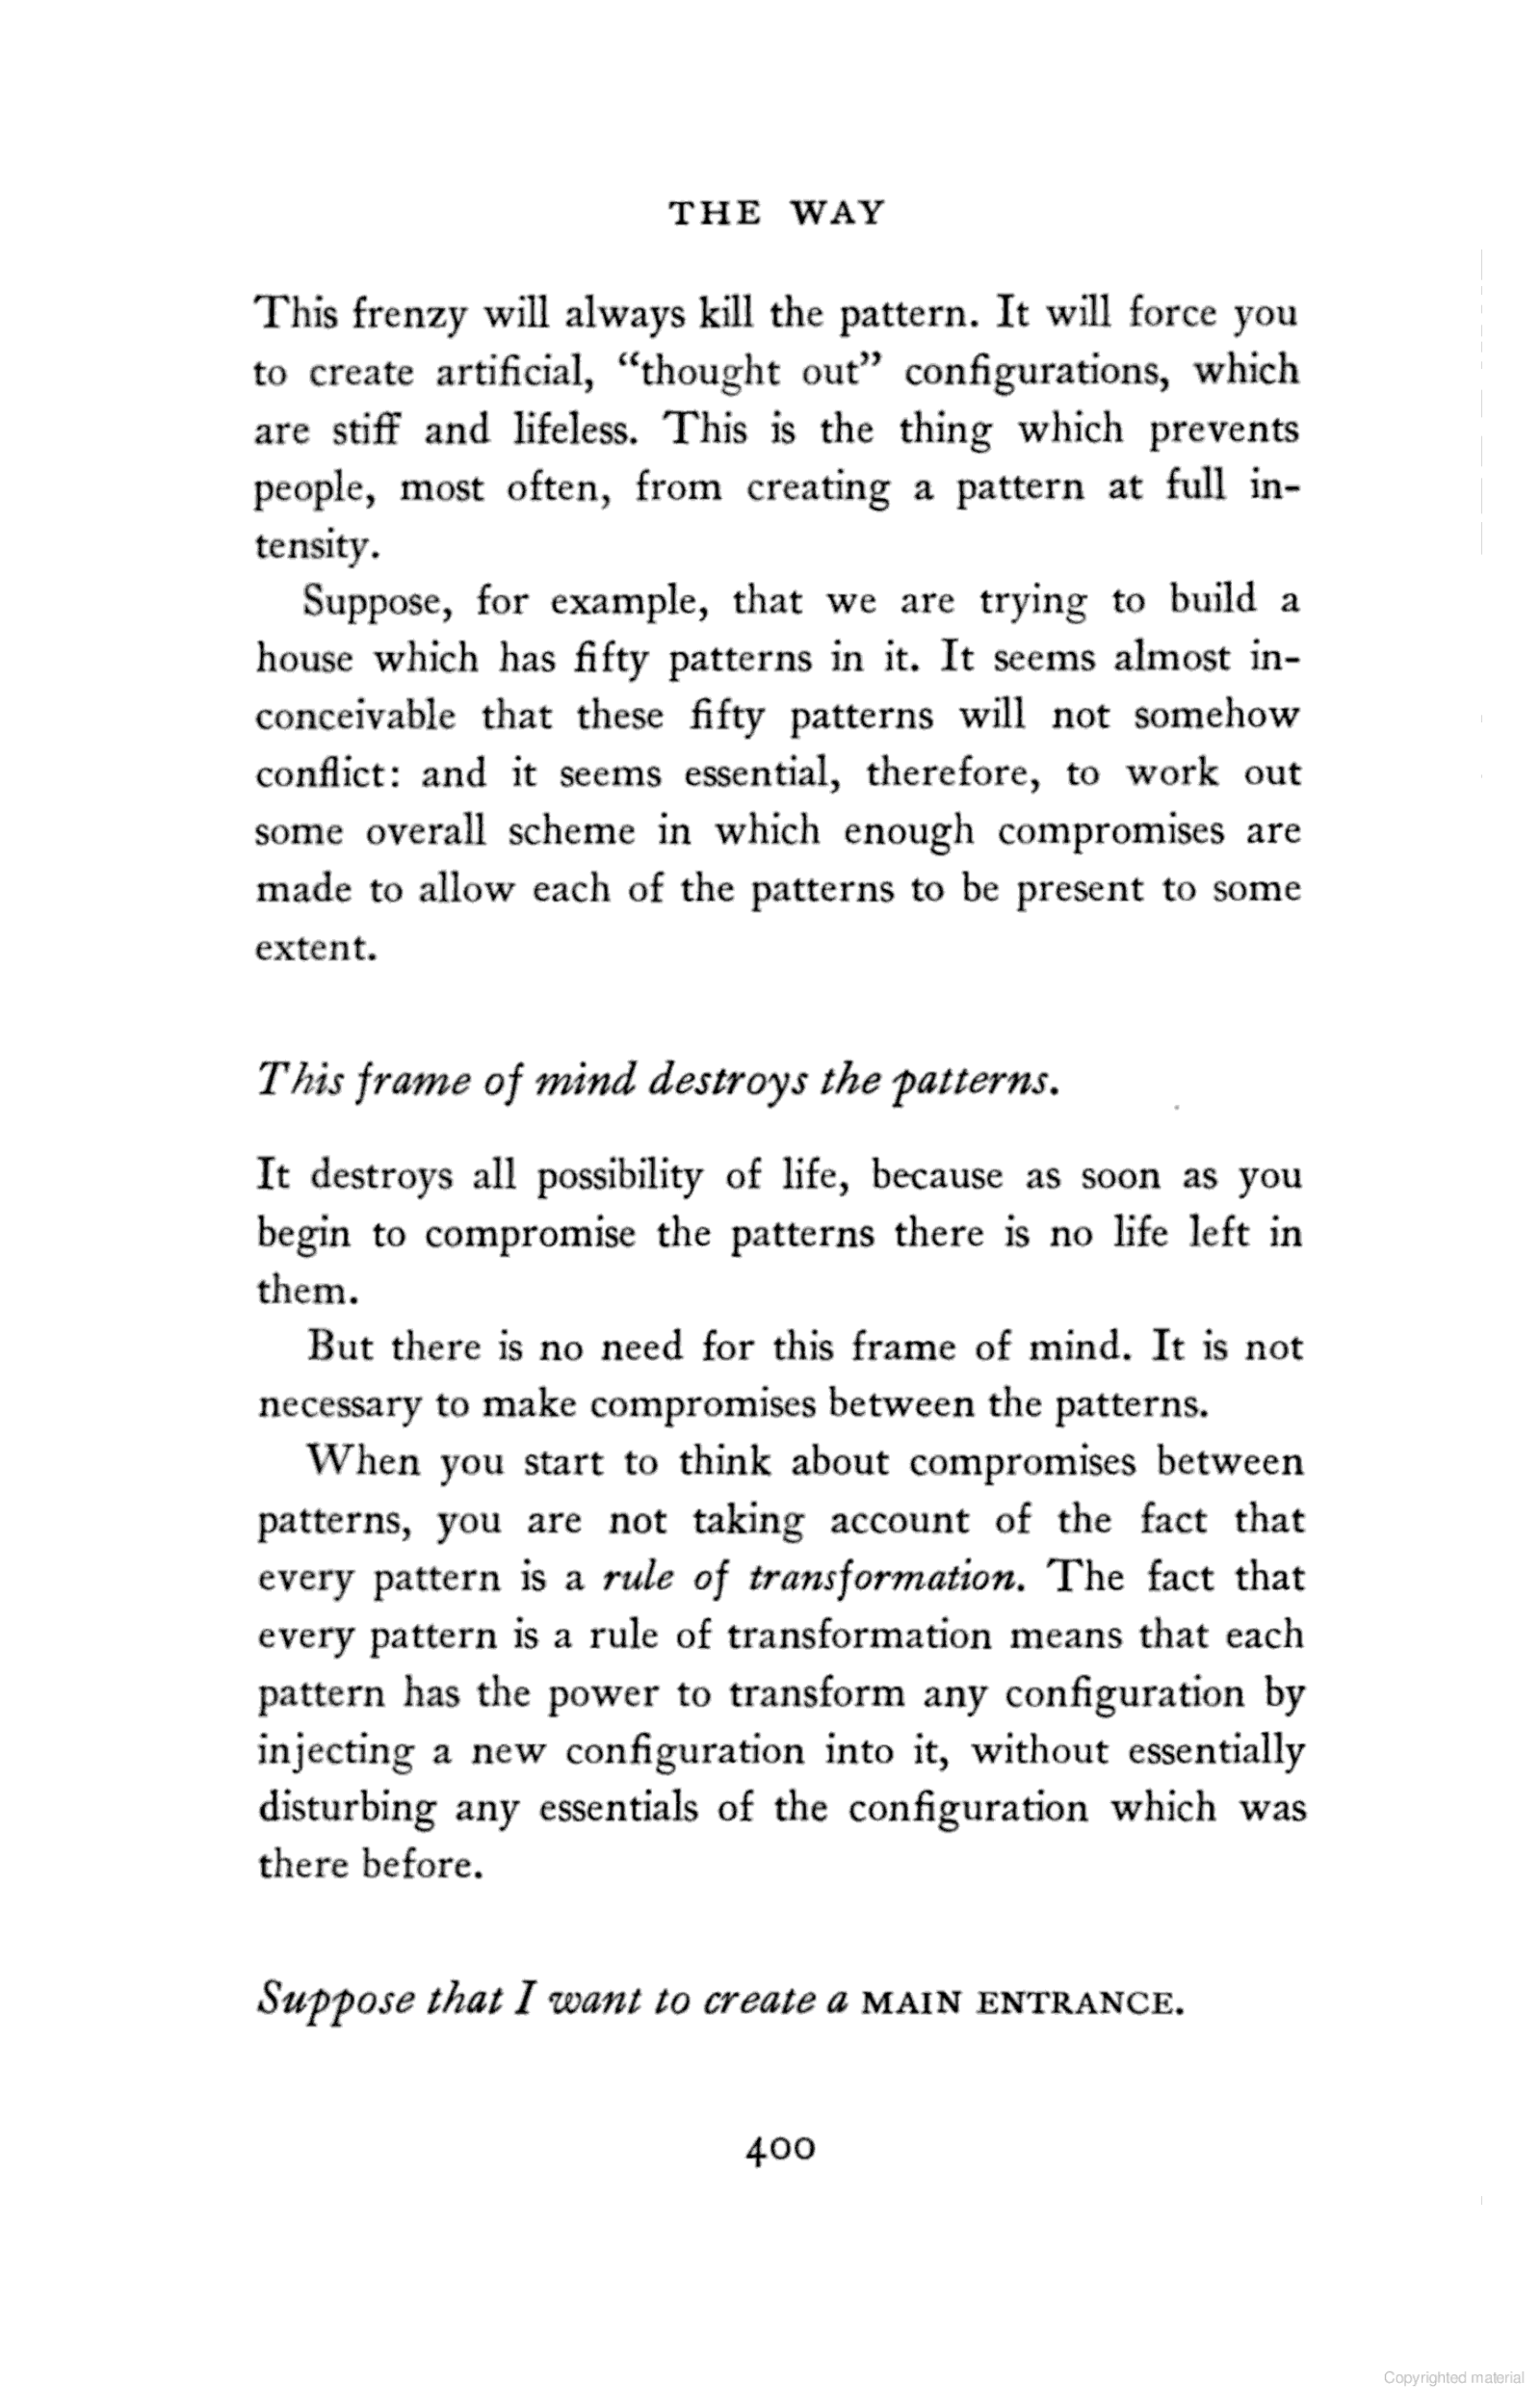 THE WAY
This frenzy will always kill the pattern. It will force you
to create artificial, “thought out” configurations, which
are stiff and lifeless. This is the thing which prevents
people, most often, from creating a pattern at full in-
tensity.
Suppose, for example, that we are trying to build a
house which has fifty patterns in it. It seems almost in-
conceivable that these fifty patterns will not somehow
conflict: and it seems essential, therefore, to work out
some overall scheme in which enough compromises are
made to allow each of the patterns to be present to some
extent.
This frame of mind destroys the patterns.
It destroys all possibility of life, because as soon as you
begin to compromise the patterns there is no life left in
them.
But there is no need for this frame of mind. It is not
necessary to make compromises between the patterns.
When you start to think about compromises between
patterns, you are not taking account of the fact that
every pattern is a rule of transformation. The fact that
every pattern is a rule of transformation means that each
pattern has the power to transform any configuration by
injecting a new configuration into it, without essentially
disturbing any essentials of the configuration which was
there before.
Suppose that I want to create a MAIN ENTRANCE.
400
Copyrighted material